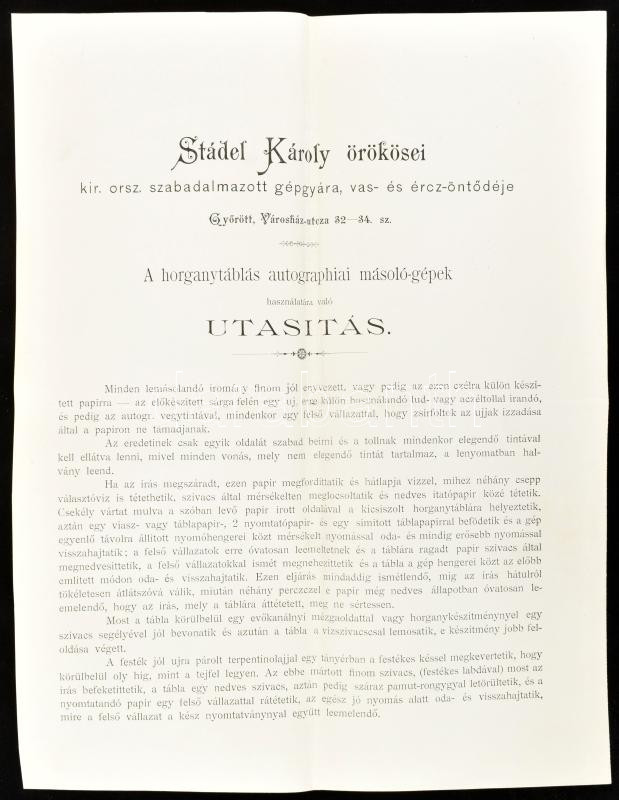 Städel Károly örökösei
kir. orsz. szabadalmazott gépgyára, vas- és ércz-öntődéje
Győrött, Városház-utcza 32—34. sz.
A horganytáblás autographiai másoló-gépek
használatára való
UTASITÁS.
Minden lemásolandó iromány finom jól enyvezett, vagy pedig az ezen czélra külön készí-
tett papirra — az előkészitett sárga felén egy uj, erre külön használandó lud- vagy aczéltollal irandó,
és pedig az autogr. vegytintával, mindenkor egy felső vállazattal, hogy zsirfoltok az ujjak izzadása
által a papiron ne támadjanak.
Az eredetinek csak egyik oldalát szabad beirni és a tollnak mindenkor elegendő tintával
kell ellátva lenni, mivel minden vonás, mely nem elegendő tintát tartalmaz, a lenyomatban hal-
vány leend.
Ha az irás megszáradt, ezen papir megfordittatik és hátlapja vizzel, mihez néhány csepp
választóviz is tétethetik, szivacs által mérsékelten meglocsoltatik és nedves itatópapir közé tétetik.
Csekély vártat mulva a szóban levő papir irott oldalával a kicsiszolt horganytáblára helyeztetik,
aztán egy viasz- vagy táblapapir-, 2 nyomtatópapir- és egy simitott táblapapirral befödetik és a gép
egyenlő távolra állitott nyomóhengerei közt mérsékelt nyomással oda- és mindig erősebb nyomással
visszahajtatik; a felső vállazatok erre óvatosan leemeltetnek és a táblára ragadt papir szivacs által
megnedvesittetik, a felső vállazatokkal ismét megnehezittetik és a tábla a gép hengerei közt az előbb
emlitett módon oda- és visszahajtatik. Ezen eljárás mindaddig ismétlendő, mig az irás hátulról
tökéletesen átlátszóvá válik, miután néhány perczczel e papir még nedves állapotban óvatosan le-
emelendő, hogy az irás, mely a táblára áttétetett, meg ne sértessen.
Most a tábla körülbelül egy evőkanálnyi mézgaoldattal vagy horganykészitménynyel egy
szivacs segélyével jól bevonatik és azután a tábla a vizszivacscsal lemosatik, e készitmény jobb fel-
oldása végett.
A festék jól ujra párolt terpentinolajjal egy tányérban a festékes késsel megkevertetik, hogy
körülbelül oly hig, mint a tejfel legyen. Az ebbe mártott finom szivacs, (festékes labdával) most az
irás befeketittetik, a tábla egy nedves szivacs, aztán pedig száraz pamut-rongygyal letörültetik, és a
nyomtatandó papir egy felső vállazattal rátétetik, az egész jó nyomás alatt oda- és visszahajtatik,
mire a felső vállazat a kész nyomtatványnyal együtt leemelendő.